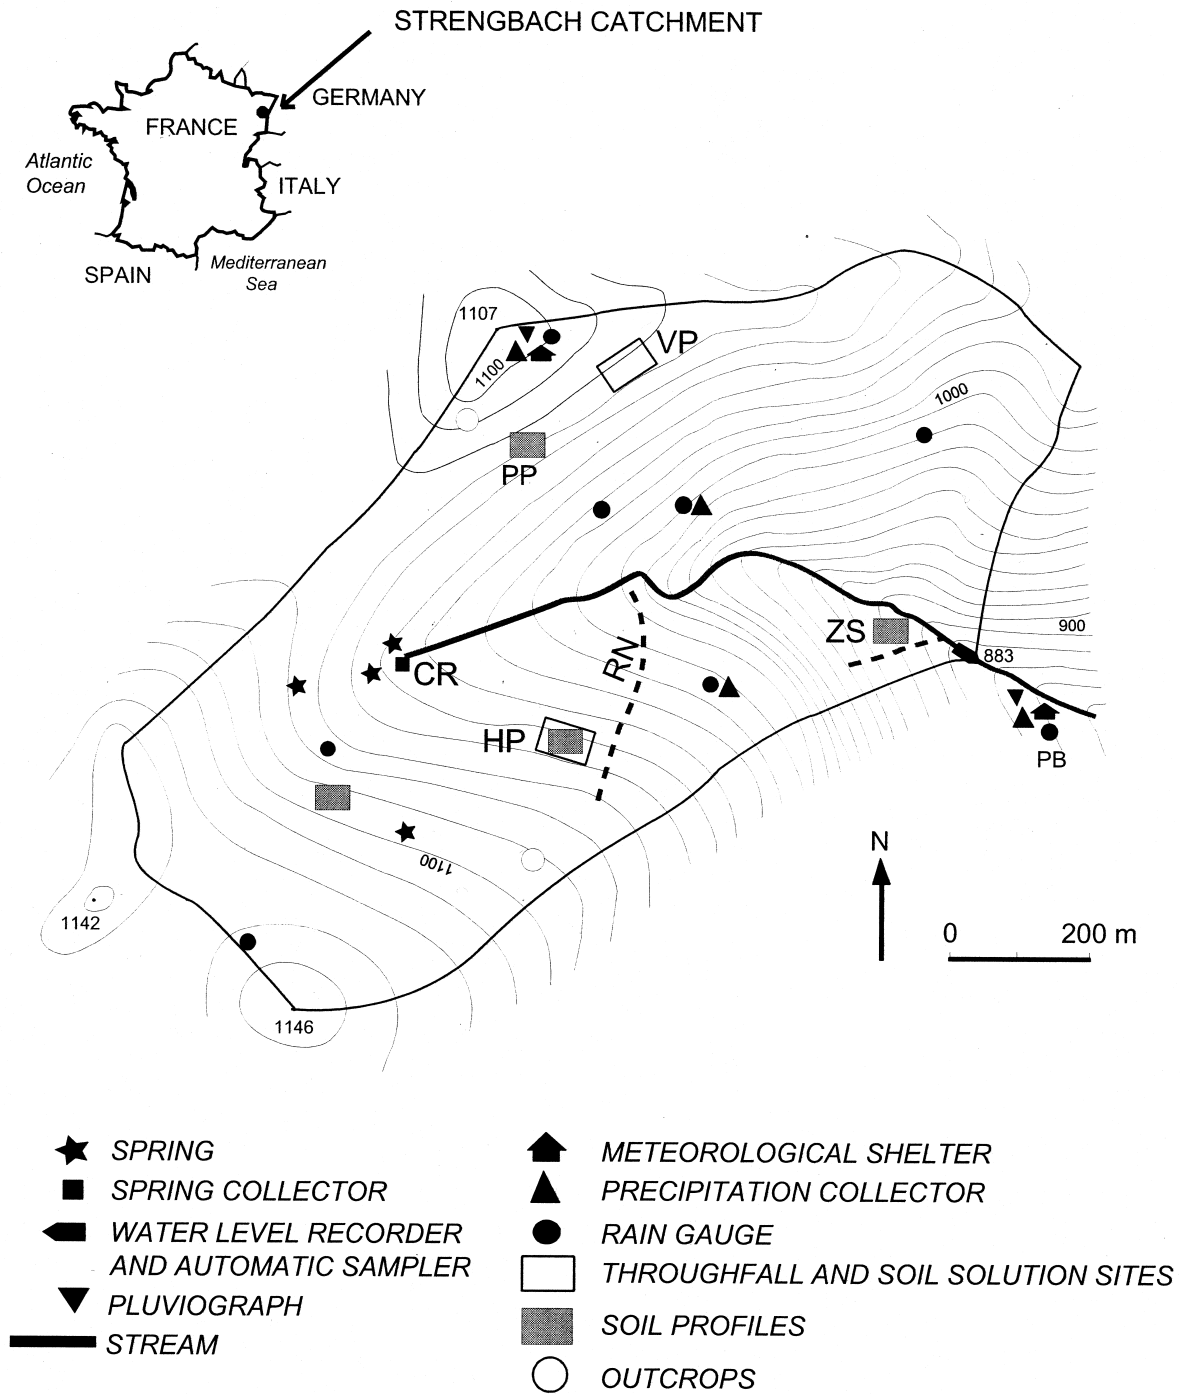 STRENGBACH CATCHMENT
GERMANY
FRANCE
Atlantic
Ocean
ITALY
SPAIN
Mediterranean
Sea
1107
VP
1100
1000
PP
RN
ZS
900
883
CR
HP
PB
1100
N
1142
0 200 m
1146
SPRING
SPRING COLLECTOR
WATER LEVEL RECORDER
AND AUTOMATIC SAMPLER
PLUVIOGRAPH
STREAM
METEOROLOGICAL SHELTER
PRECIPITATION COLLECTOR
RAIN GAUGE
THROUGHFALL AND SOIL SOLUTION SITES
SOIL PROFILES
OUTCROPS